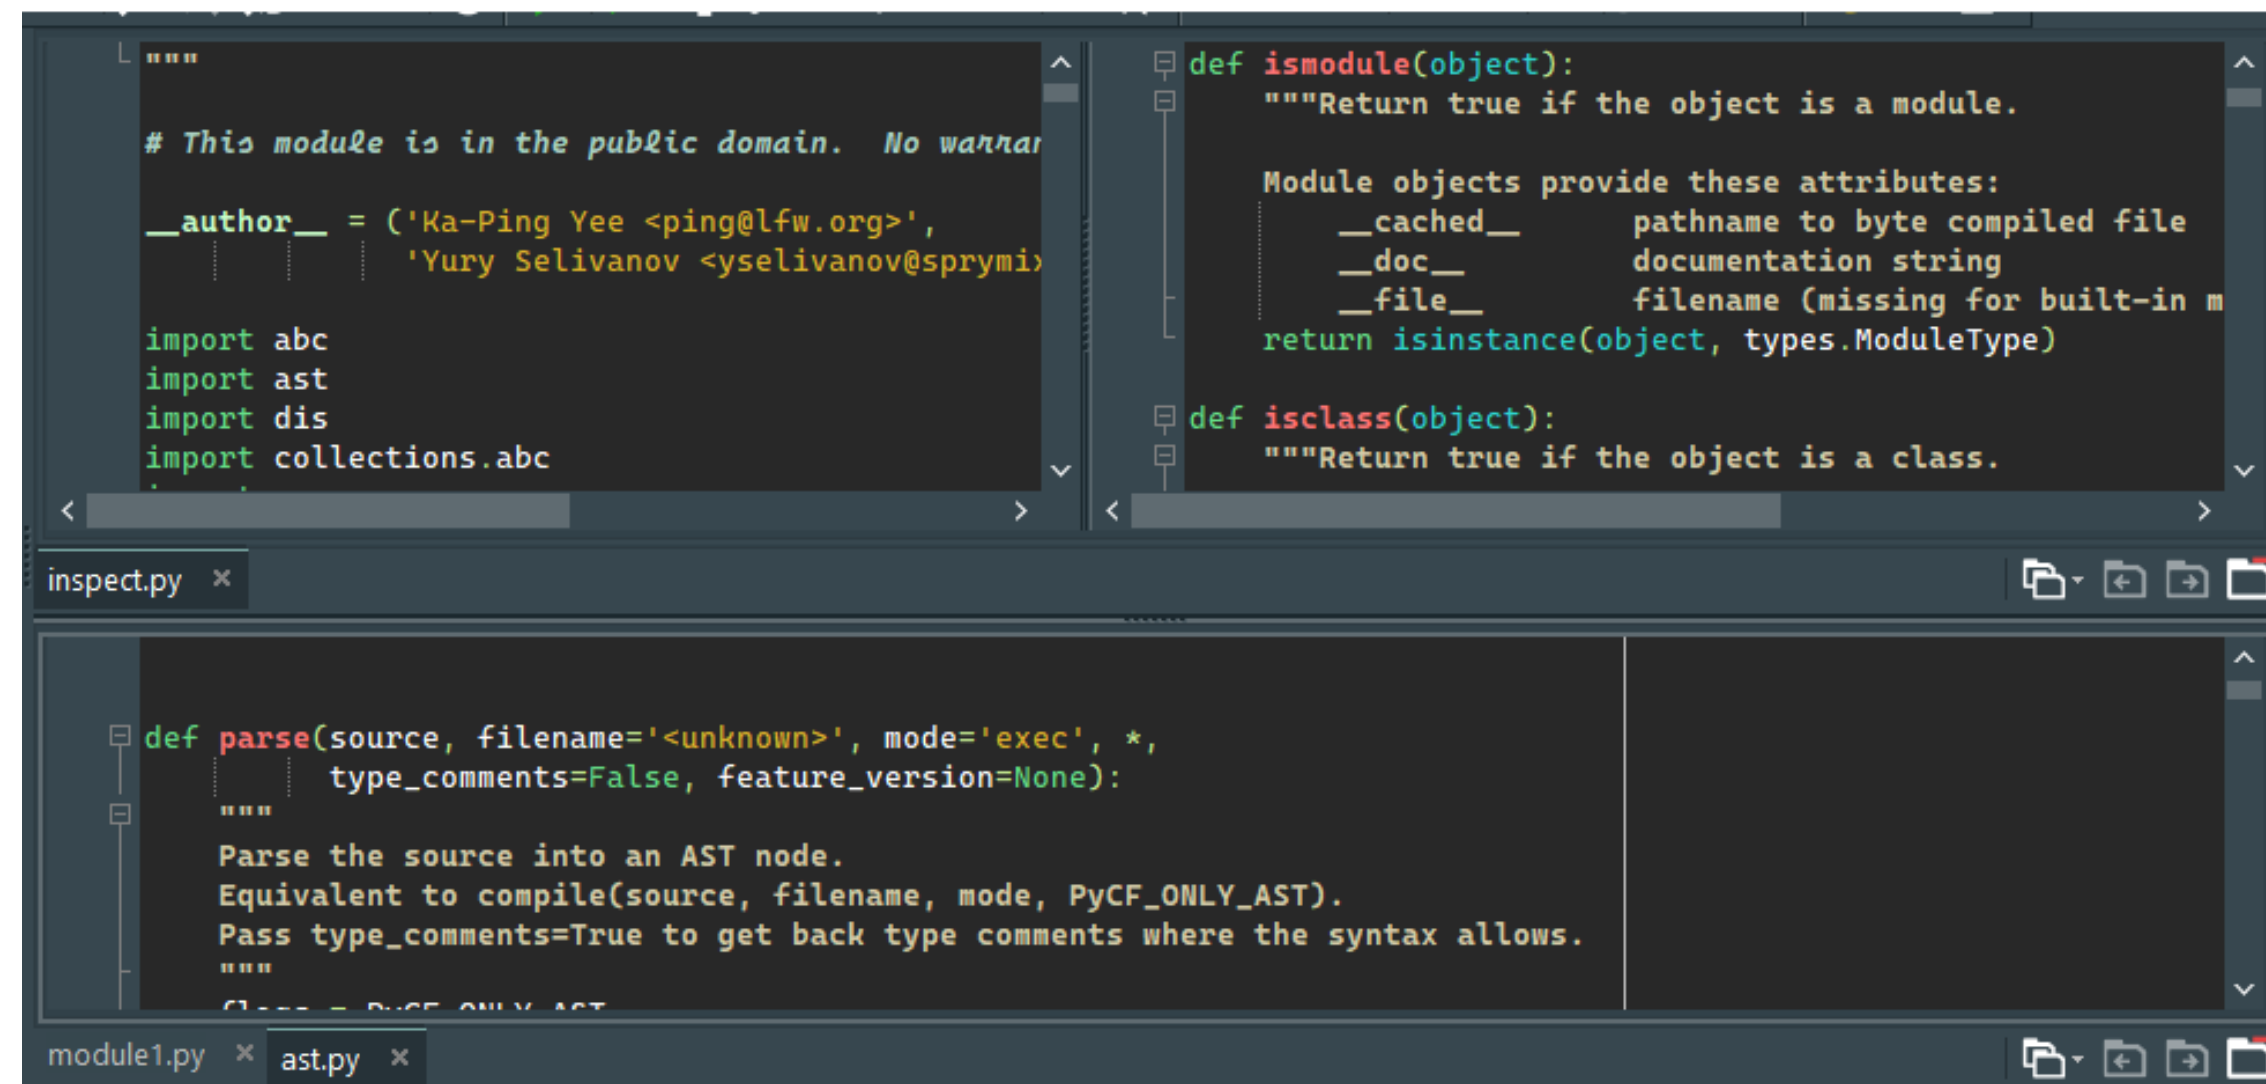 """
# This module is in the public domain.  No warran
__author__ = ('Ka-Ping Yee <ping@lfw.org>',
'Yury Selivanov <yselivanov@sprymix
import abc
import ast
import dis
import collections.abc
def ismodule(object):
"""Return true if the object is a module.
Module objects provide these attributes:
__cached__      pathname to byte compiled file
__doc__         documentation string
__file__        filename (missing for built-in m
return isinstance(object, types.ModuleType)
def isclass(object):
"""Return true if the object is a class.
inspect.py
def parse(source, filename='<unknown>', mode='exec', *,
type_comments=False, feature_version=None):
"""
Parse the source into an AST node.
Equivalent to compile(source, filename, mode, PyCF_ONLY_AST).
Pass type_comments=True to get back type comments where the syntax allows.
"""
flags = PyCF_ONLY_AST
module1.py
ast.py